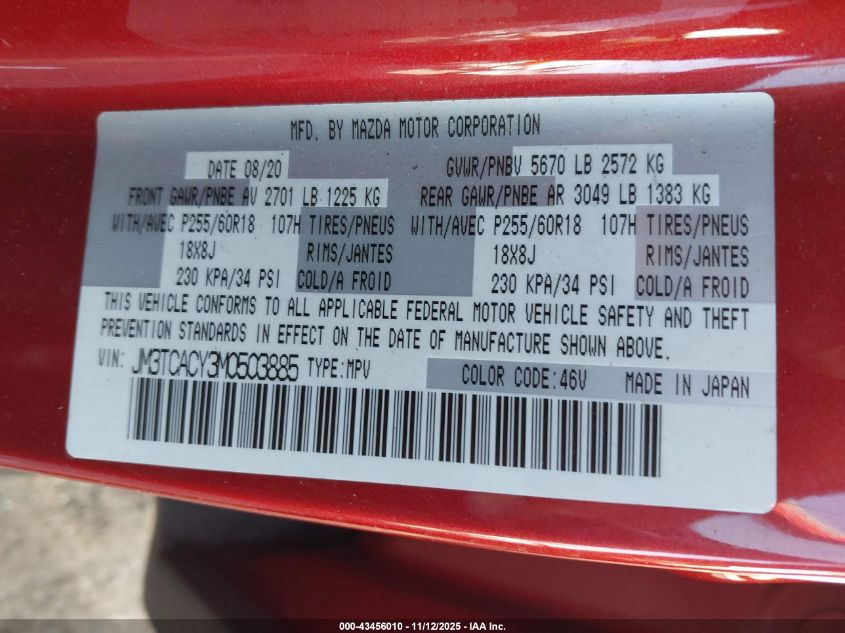 MFD. BY MAZDA MOTOR CORPORATION
DATE 08/20 GVWR/PNBV 5670 LB 2572 KG
FRONT GAWR/PNBE AV 2701 LB 1225 KG REAR GAWR/PNBE AR 3049 LB 1383 KG
WITH/AVEC P255/60R18 107H TIRES/PNEUS WITH/AVEC P255/60R18 107H TIRES/PNEUS
18X8J RIMS/JANTES 18X8J RIMS/JANTES
230 KPA/34 PSI COLD/A FROID 230 KPA/34 PSI COLD/A FROID
THIS VEHICLE CONFORMS TO ALL APPLICABLE FEDERAL MOTOR VEHICLE SAFETY AND THEFT
PREVENTION STANDARDS IN EFFECT ON THE DATE OF MANUFACTURE SHOWN ABOVE.
VIN: JM3TCACY3M0503885 TYPE:MPV COLOR CODE:46V MADE IN JAPAN
000-43456010 - 11/12/2025 - IAA Inc.